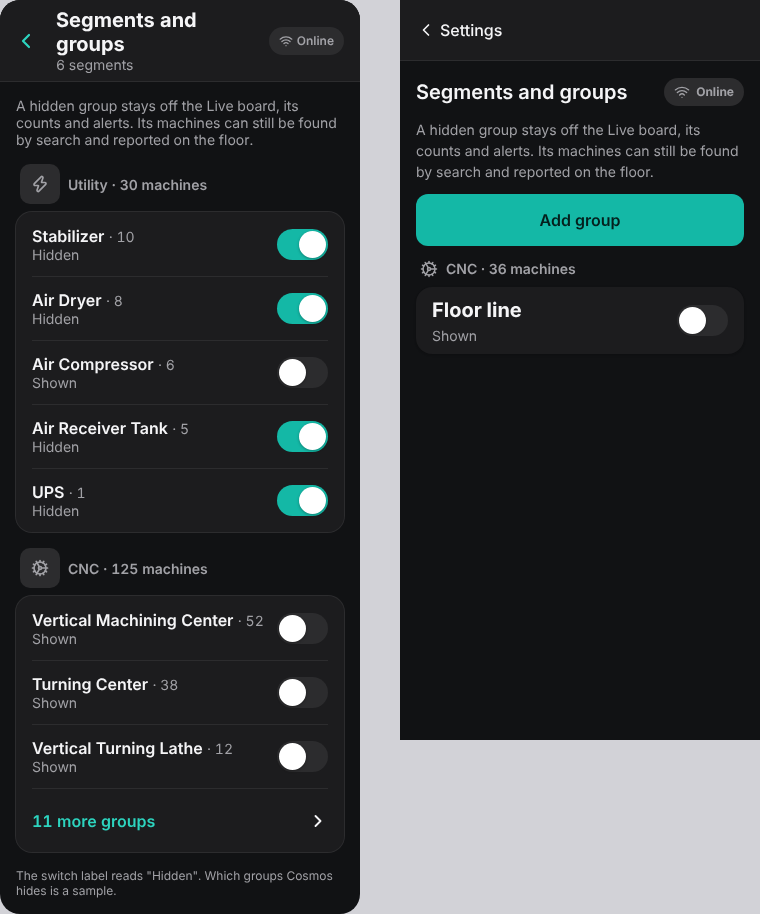 Segments and
groups
6 segments
Online
A hidden group stays off the Live board, its
counts and alerts. Its machines can still be found
by search and reported on the floor.
Utility · 30 machines
Stabilizer · 10
Hidden
Air Dryer · 8
Hidden
Air Compressor · 6
Shown
Air Receiver Tank · 5
Hidden
UPS · 1
Hidden
CNC · 125 machines
Vertical Machining Center · 52
Shown
Turning Center · 38
Shown
Vertical Turning Lathe · 12
Shown
11 more groups
The switch label reads "Hidden". Which groups Cosmos
hides is a sample.
Settings
Segments and groups
Online
A hidden group stays off the Live board, its
counts and alerts. Its machines can still be found
by search and reported on the floor.
Add group
CNC · 36 machines
Floor line
Shown